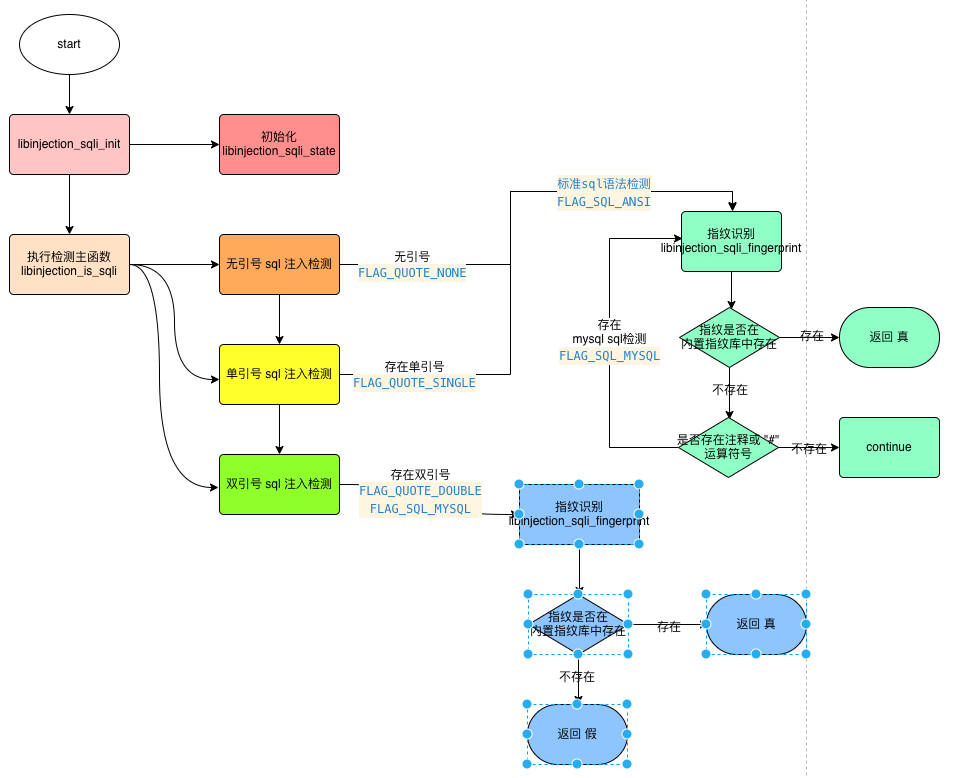 start
libinjection_sqli_init
初始化
libinjection_sqli_state
执行检测主函数
libinjection_is_sqli
无引号 sql 注入检测
无引号
FLAG_QUOTE_NONE
单引号 sql 注入检测
存在单引号
FLAG_QUOTE_SINGLE
双引号 sql 注入检测
存在双引号
FLAG_QUOTE_DOUBLE
FLAG_SQL_MYSQL
标准sql语法检测
FLAG_SQL_ANSI
指纹识别
libinjection_sqli_fingerprint
存在
mysql sql检测
FLAG_SQL_MYSQL
指纹是否在
内置指纹库中存在
存在
返回 真
不存在
是否存在注释或 "#"
运算符号
不存在
continue
指纹识别
libinjection_sqli_fingerprint
指纹是否在
内置指纹库中存在
存在
返回 真
不存在
返回 假